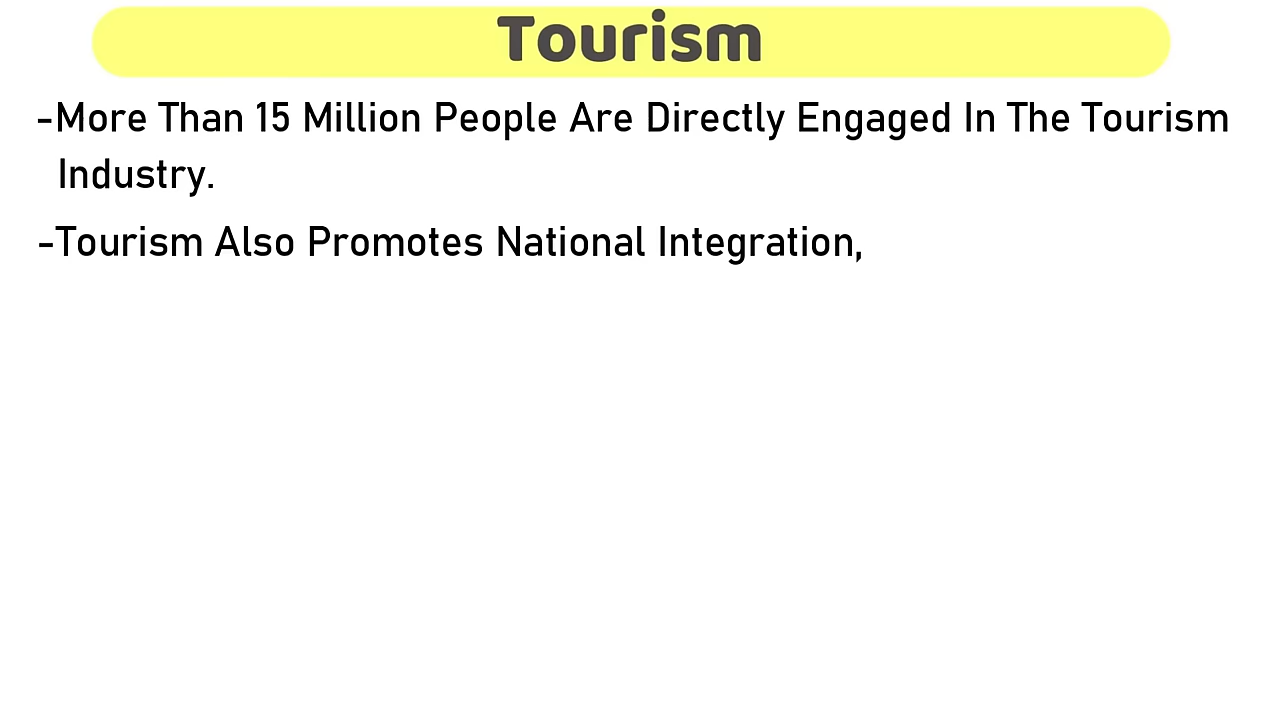 Tourism
-More Than 15 Million People Are Directly Engaged In The Tourism
Industry.
-Tourism Also Promotes National Integration,